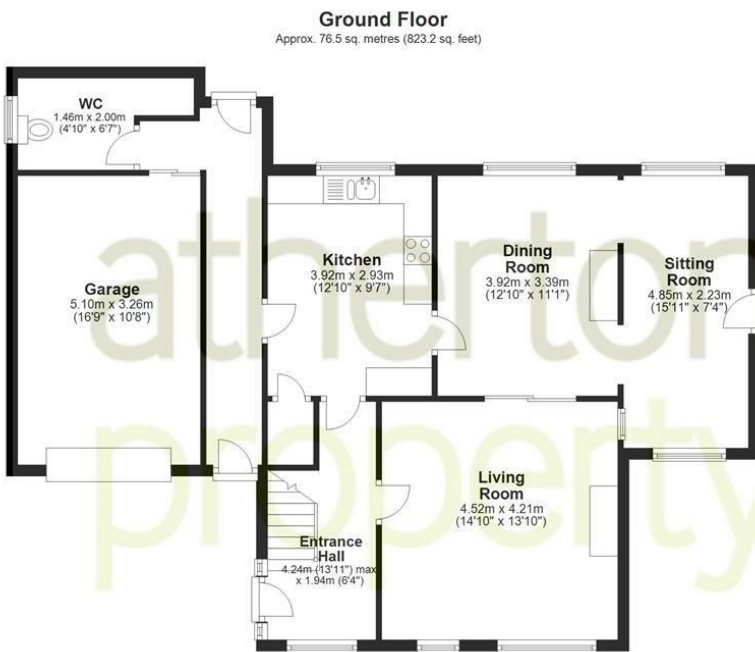 Ground Floor
Approx. 76.5 sq. metres (823.2 sq. feet)
WC
1.46m x 2.00m
(4'10" x 6'7")
Garage
5.10m x 3.26m
(16'9" x 10'8")
Kitchen
3.92m x 2.93m
(12'10" x 9'7")
Dining
Room
3.92m x 3.39m
(12'10" x 11'1")
Sitting
Room
4.85m x 2.23m
(15'11" x 7'4")
Living
Room
4.52m x 4.21m
(14'10" x 13'10")
Entrance
Hall
4.24m (13'11") max
x 1.94m (6'4")
atherton
property